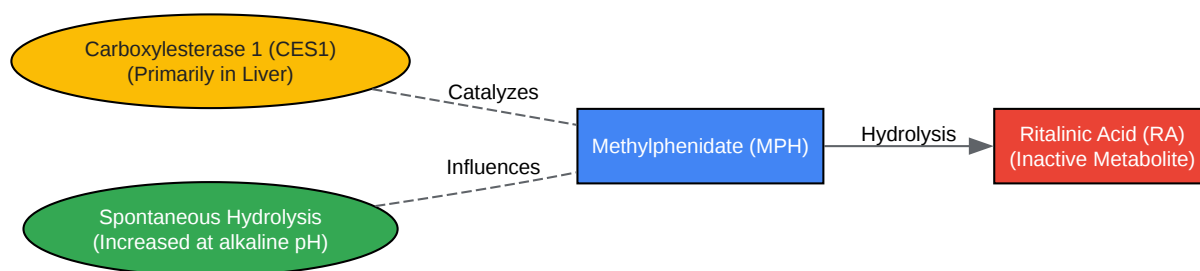 Carboxylesterase 1 (CES1)
(Primarily in Liver)
Catalyzes
Methylphenidate (MPH)
Hydrolysis
Ritalinic Acid (RA)
(Inactive Metabolite)
Influences
Spontaneous Hydrolysis
(Increased at alkaline pH)